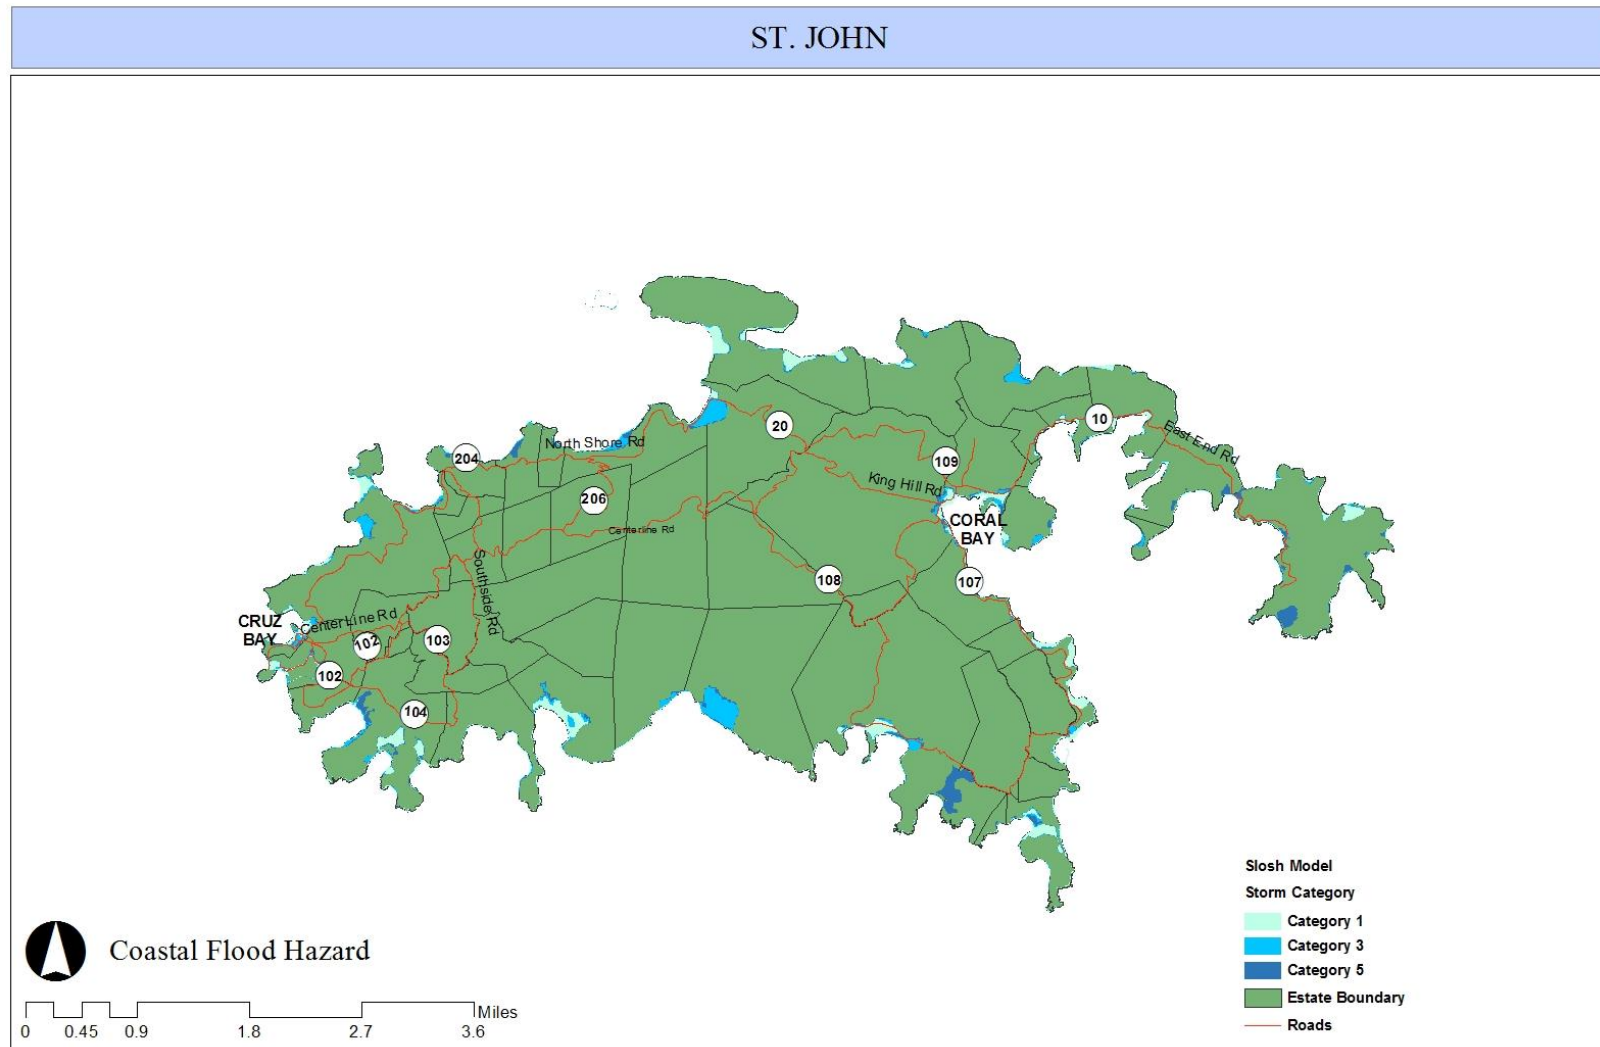 ST. JOHN
20
10
East End Rd
North Shore Rd
204
109
206
King Hill Rd
Centerline Rd
CORAL
BAY
Southside Rd
108
107
CRUZ
BAY
Center Line Rd
102
103
102
104
Slosh Model
Storm Category
Category 1
Category 3
Category 5
Estate Boundary
Roads
Coastal Flood Hazard
Miles
0 0.45 0.9 1.8 2.7 3.6